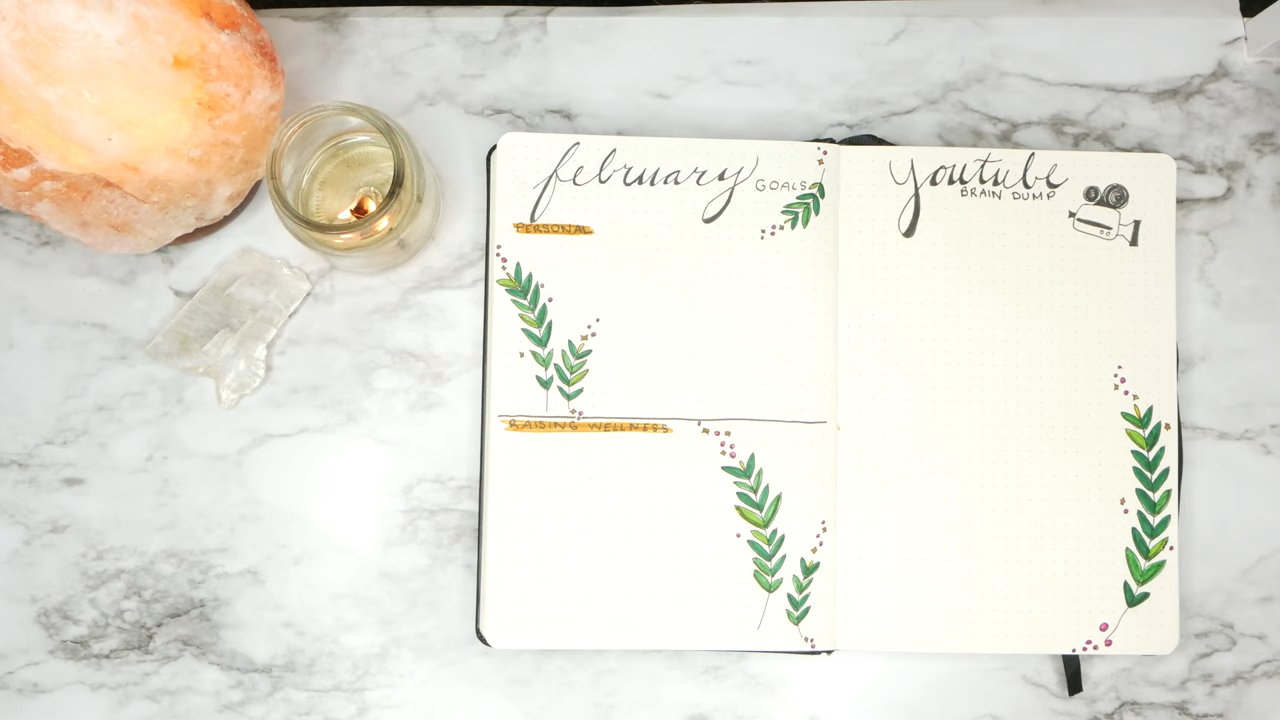 february GOALS
PERSONAL
RAISING WELLNESS
youtube
BRAIN DUMP